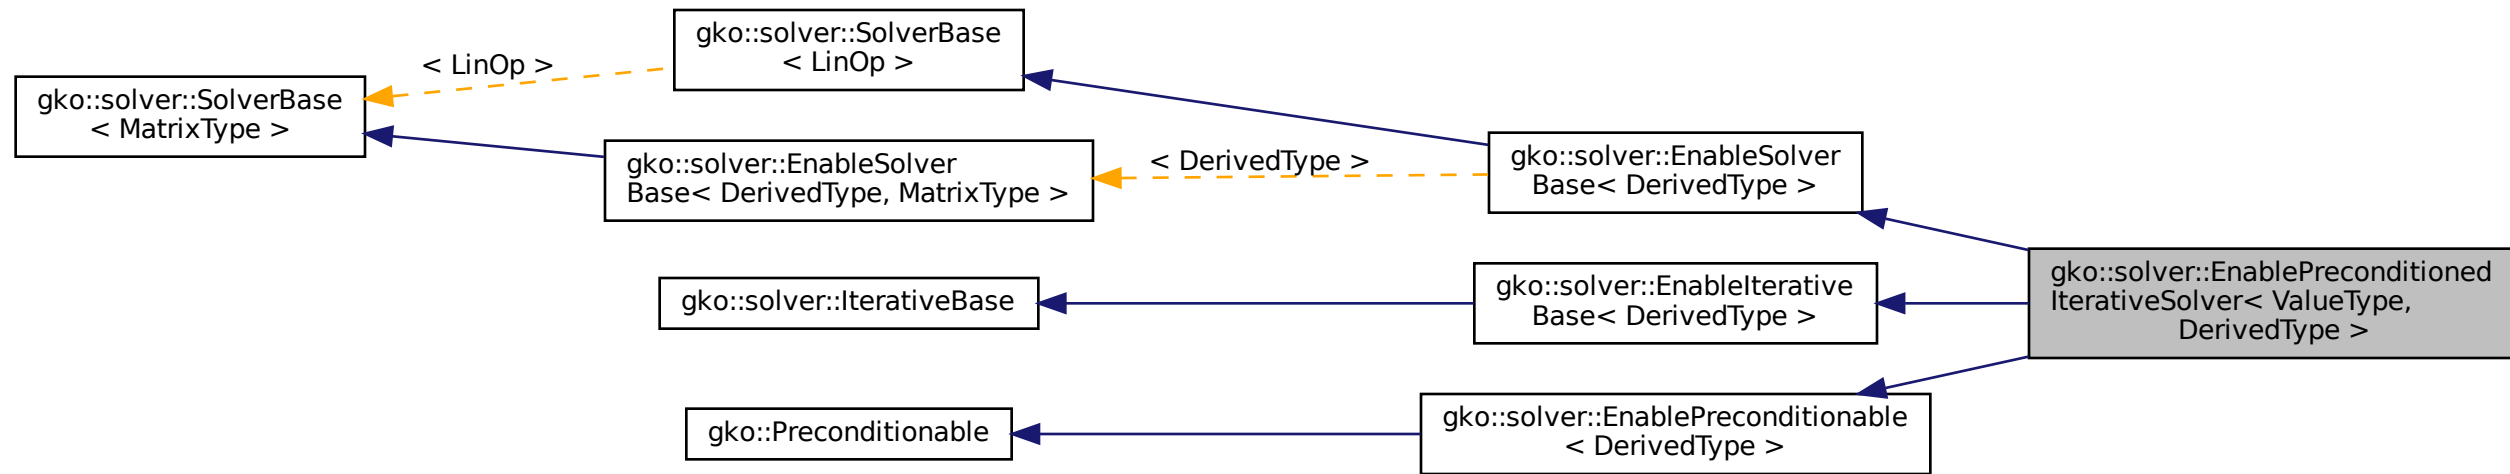 gko::solver::SolverBase
< MatrixType >
< LinOp >
gko::solver::SolverBase
< LinOp >
gko::solver::EnableSolver
Base< DerivedType, MatrixType >
< DerivedType >
gko::solver::EnableSolver
Base< DerivedType >
gko::solver::IterativeBase
gko::solver::EnableIterative
Base< DerivedType >
gko::solver::EnablePreconditioned
IterativeSolver< ValueType,
DerivedType >
gko::Preconditionable
gko::solver::EnablePreconditionable
< DerivedType >